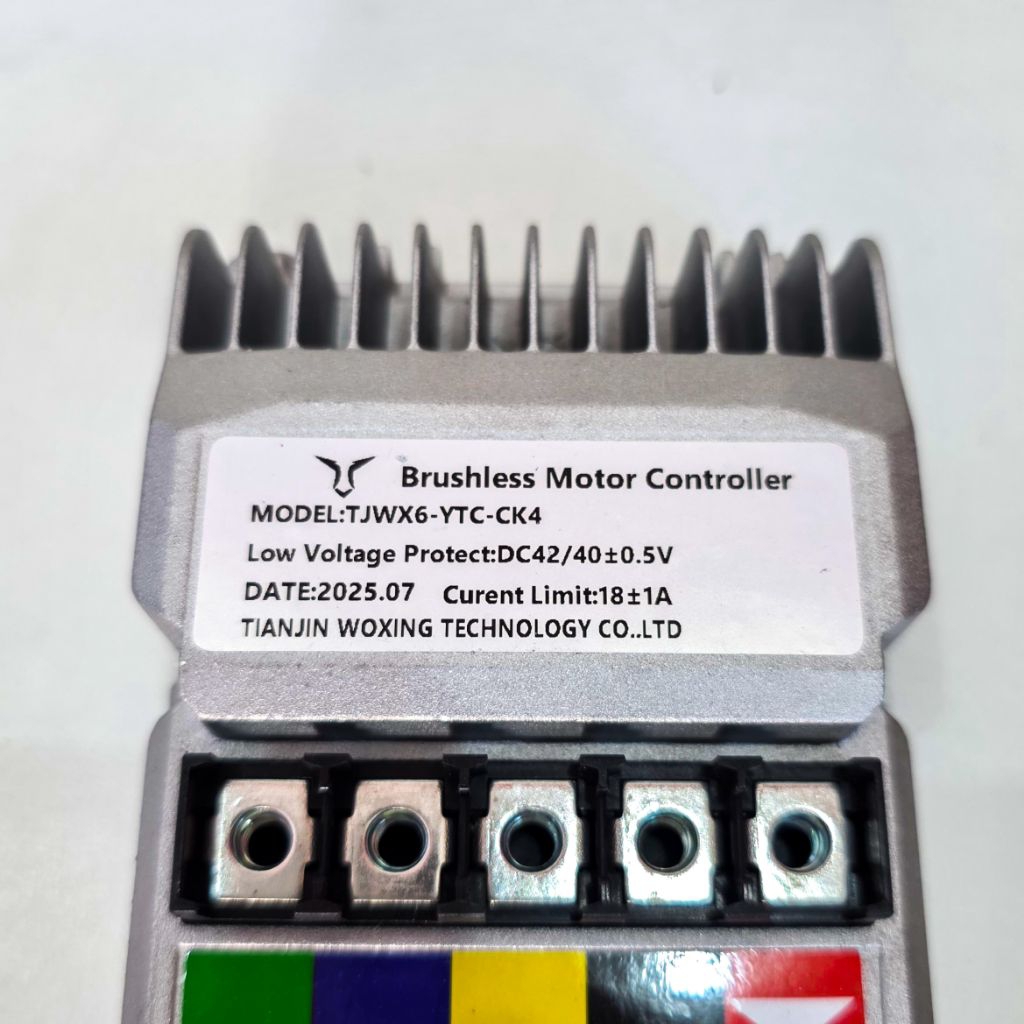 Brushless Motor Controller
MODEL:TJWX6-YTC-CK4
Low Voltage Protect:DC42/40±0.5V
DATE:2025.07 Curent Limit:18±1A
TIANJIN WOXING TECHNOLOGY CO..LTD